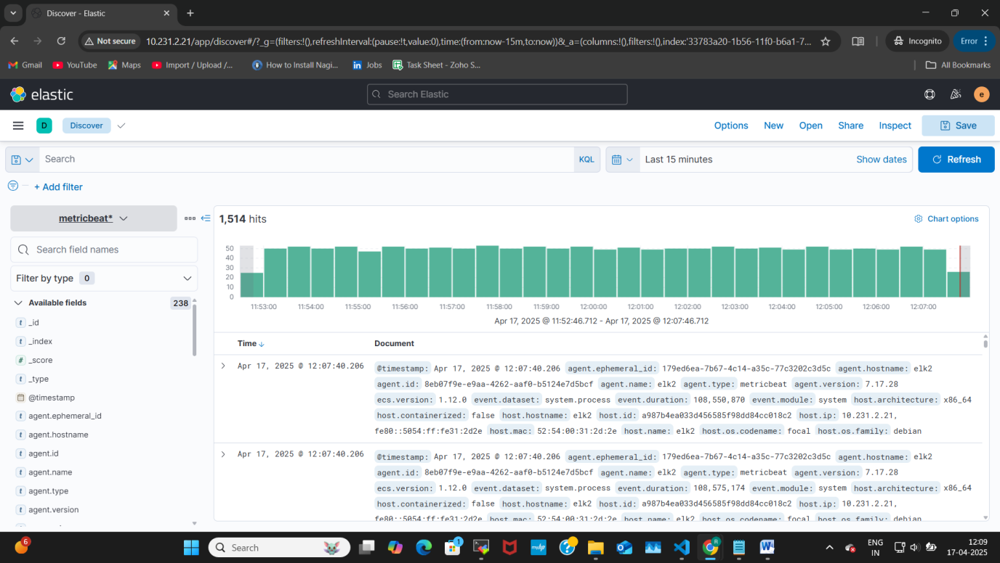 Discover - Elastic
Not secure
10.231.2.21/app/discover#/?_g=(filters:!(),refreshInterval:(pause:!t,value:0),time:(from:now-15m,to:now))&_a=(columns:!(),filters:!(),index:'33783a20-1b56-11f0-b6a1-7...
Incognito
Error
Gmail YouTube Maps Import / Upload /... How to Install Nagi... Jobs Task Sheet - Zoho S...
All Bookmarks
elastic
Search Elastic
e
D Discover
Options New Open Share Inspect Save
Search KQL Last 15 minutes Show dates Refresh
+ Add filter
metricbeat*
1,514 hits
Chart options
Search field names
Filter by type 0
Available fields 238
_id
_index
_score
_type
@timestamp
agent.ephemeral_id
agent.hostname
agent.id
agent.name
agent.type
agent.version
50
40
30
20
10
0
11:53:00 11:54:00 11:55:00 11:56:00 11:57:00 11:58:00 11:59:00 12:00:00 12:01:00 12:02:00 12:03:00 12:04:00 12:05:00 12:06:00 12:07:00
Apr 17, 2025 @ 11:52:46.712 - Apr 17, 2025 @ 12:07:46.712
Time Document
Apr 17, 2025 @ 12:07:40.206
@timestamp: Apr 17, 2025 @ 12:07:40.206 agent.ephemeral_id: 179ed6ea-7b67-4c14-a35c-77c3202c3d5c agent.hostname: elk2
agent.id: 8eb07f9e-e9aa-4262-aaf0-b5124e7d5bcf agent.name: elk2 agent.type: metricbeat agent.version: 7.17.28
ecs.version: 1.12.0 event.dataset: system.process event.duration: 108,550,870 event.module: system host.architecture: x86_64
host.containerized: false host.hostname: elk2 host.id: a987b4ea033d456585f98dd84cc018c2 host.ip: 10.231.2.21,
fe80::5054:ff:fe31:2d2e host.mac: 52:54:00:31:2d:2e host.name: elk2 host.os.codename: focal host.os.family: debian
Apr 17, 2025 @ 12:07:40.206
@timestamp: Apr 17, 2025 @ 12:07:40.206 agent.ephemeral_id: 179ed6ea-7b67-4c14-a35c-77c3202c3d5c agent.hostname: elk2
agent.id: 8eb07f9e-e9aa-4262-aaf0-b5124e7d5bcf agent.name: elk2 agent.type: metricbeat agent.version: 7.17.28
ecs.version: 1.12.0 event.dataset: system.process event.duration: 108,575,174 event.module: system host.architecture: x86_64
host.containerized: false host.hostname: elk2 host.id: a987b4ea033d456585f98dd84cc018c2 host.ip: 10.231.2.21,
fe80::5054:ff:fe31:2d2e host.mac: 52:54:00:31:2d:2e host.name: elk2 host.os.codename: focal host.os.family: debian
6
Search
1
ENG
IN
12:09
17-04-2025